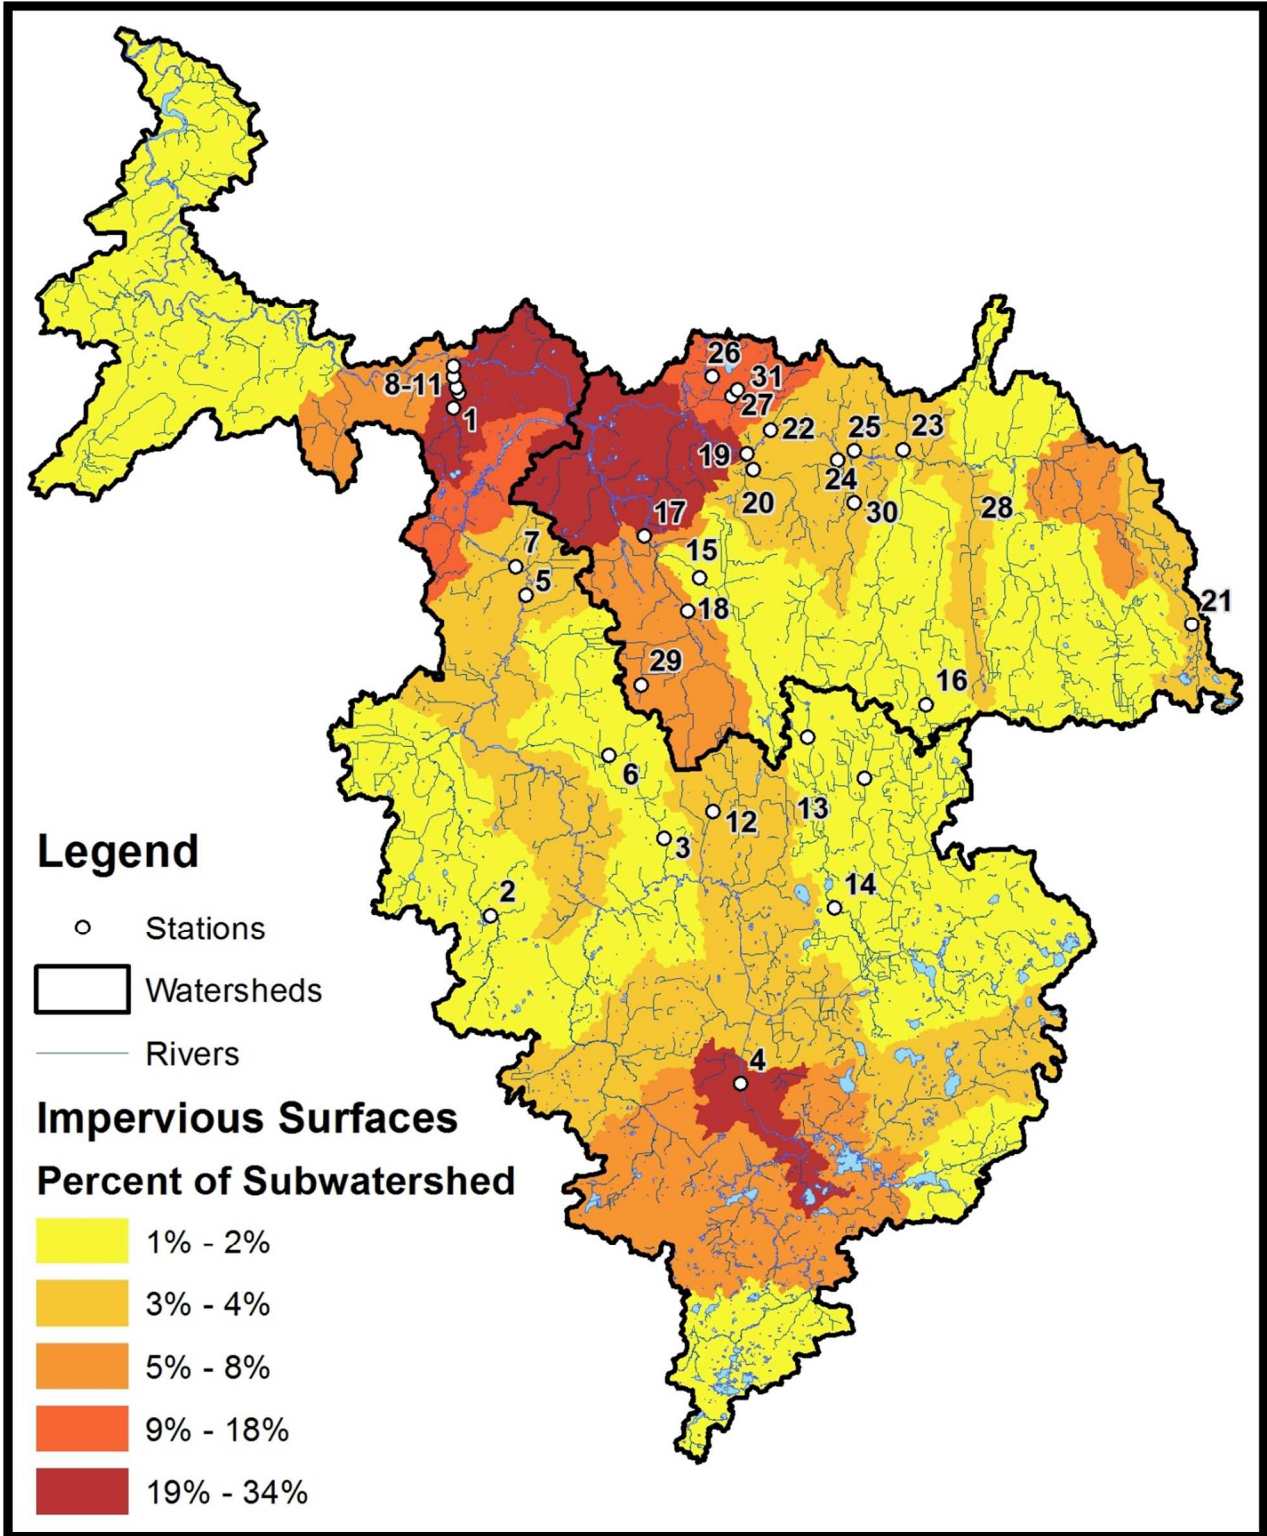 26
31
8-11
27
1
22
25
23
19
24
20
30
28
17
7
15
5
18
21
29
16
6
13
12
3
2
14
4
Legend
Stations
Watersheds
Rivers
Impervious Surfaces
Percent of Subwatershed
1% - 2%
3% - 4%
5% - 8%
9% - 18%
19% - 34%